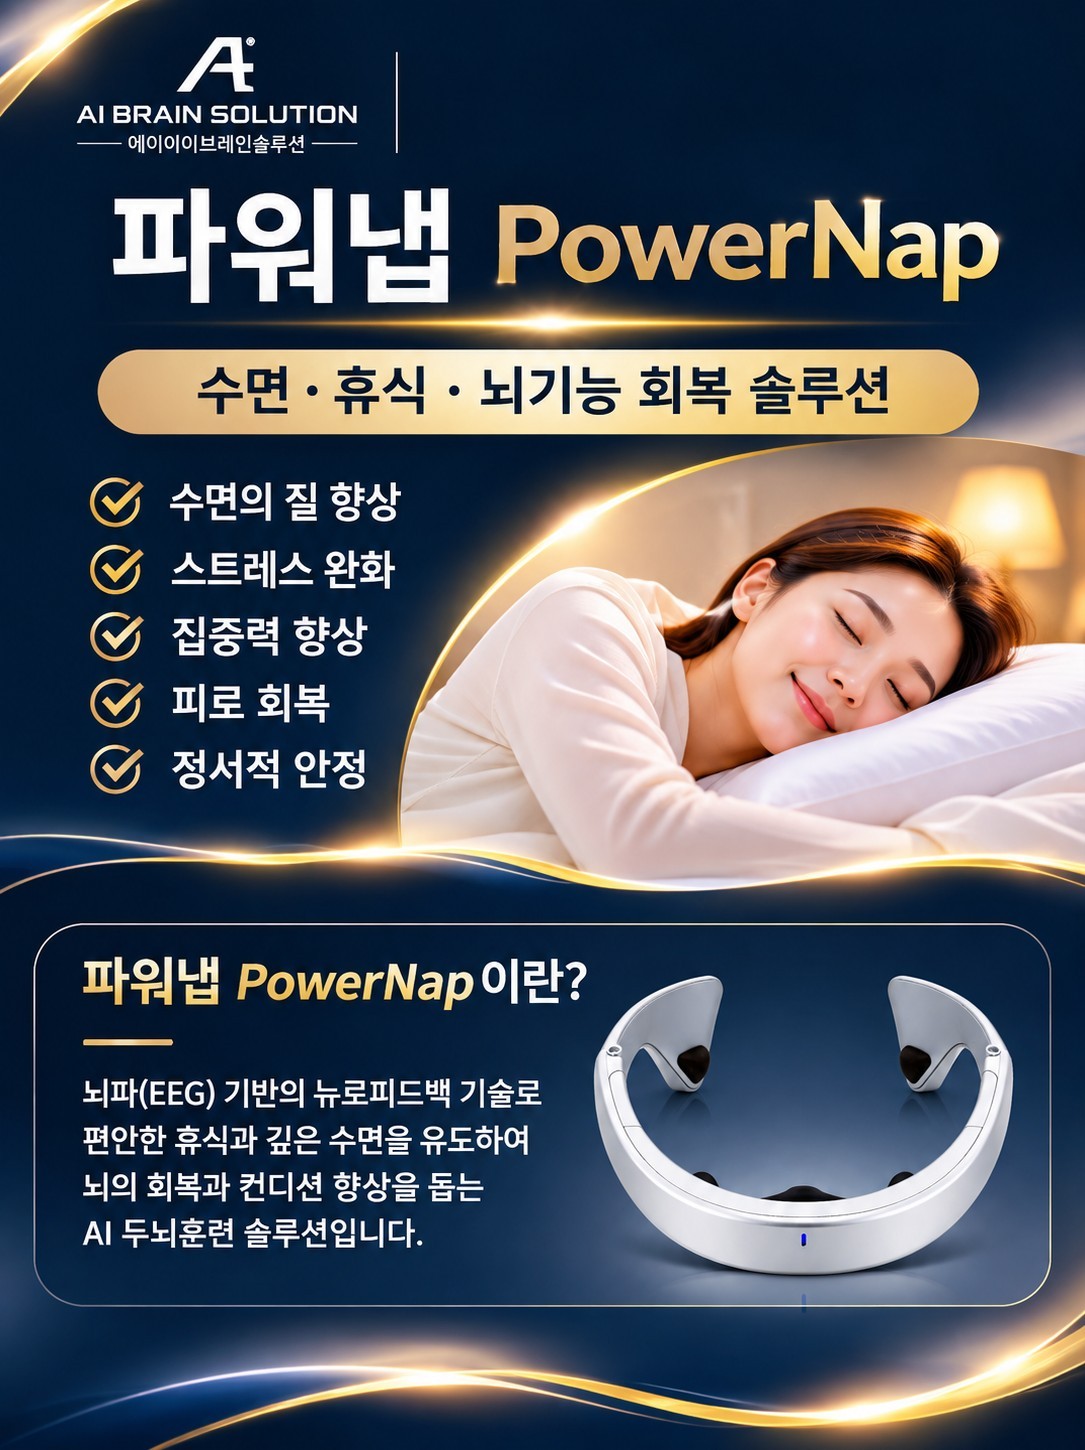 AI BRAIN SOLUTION
에이이이브레인솔루션
파워냅 PowerNap
수면 · 휴식 · 뇌기능 회복 솔루션
수면의 질 향상
스트레스 완화
집중력 향상
피로 회복
정서적 안정
파워냅 PowerNap이란?
뇌파(EEG) 기반의 뉴로피드백 기술로
편안한 휴식과 깊은 수면을 유도하여
뇌의 회복과 컨디션 향상을 돕는
AI 두뇌훈련 솔루션입니다.